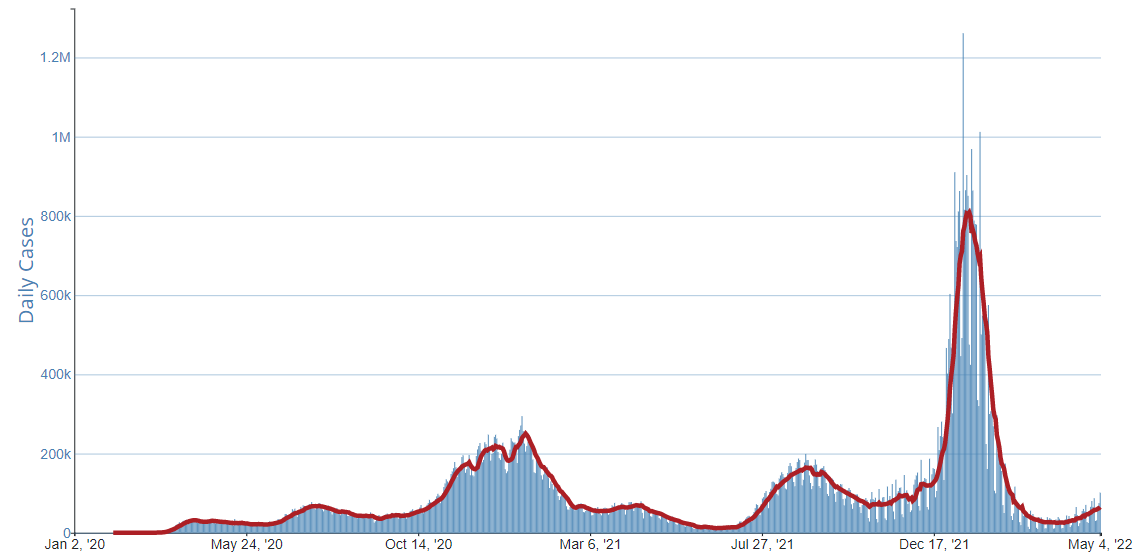 1.2M
1M
800k
600k
400k
200k
0
Daily Cases
Jan 2, '20
May 24, '20
Oct 14, '20
Mar 6, '21
Jul 27, '21
Dec 17, '21
May 4, '22